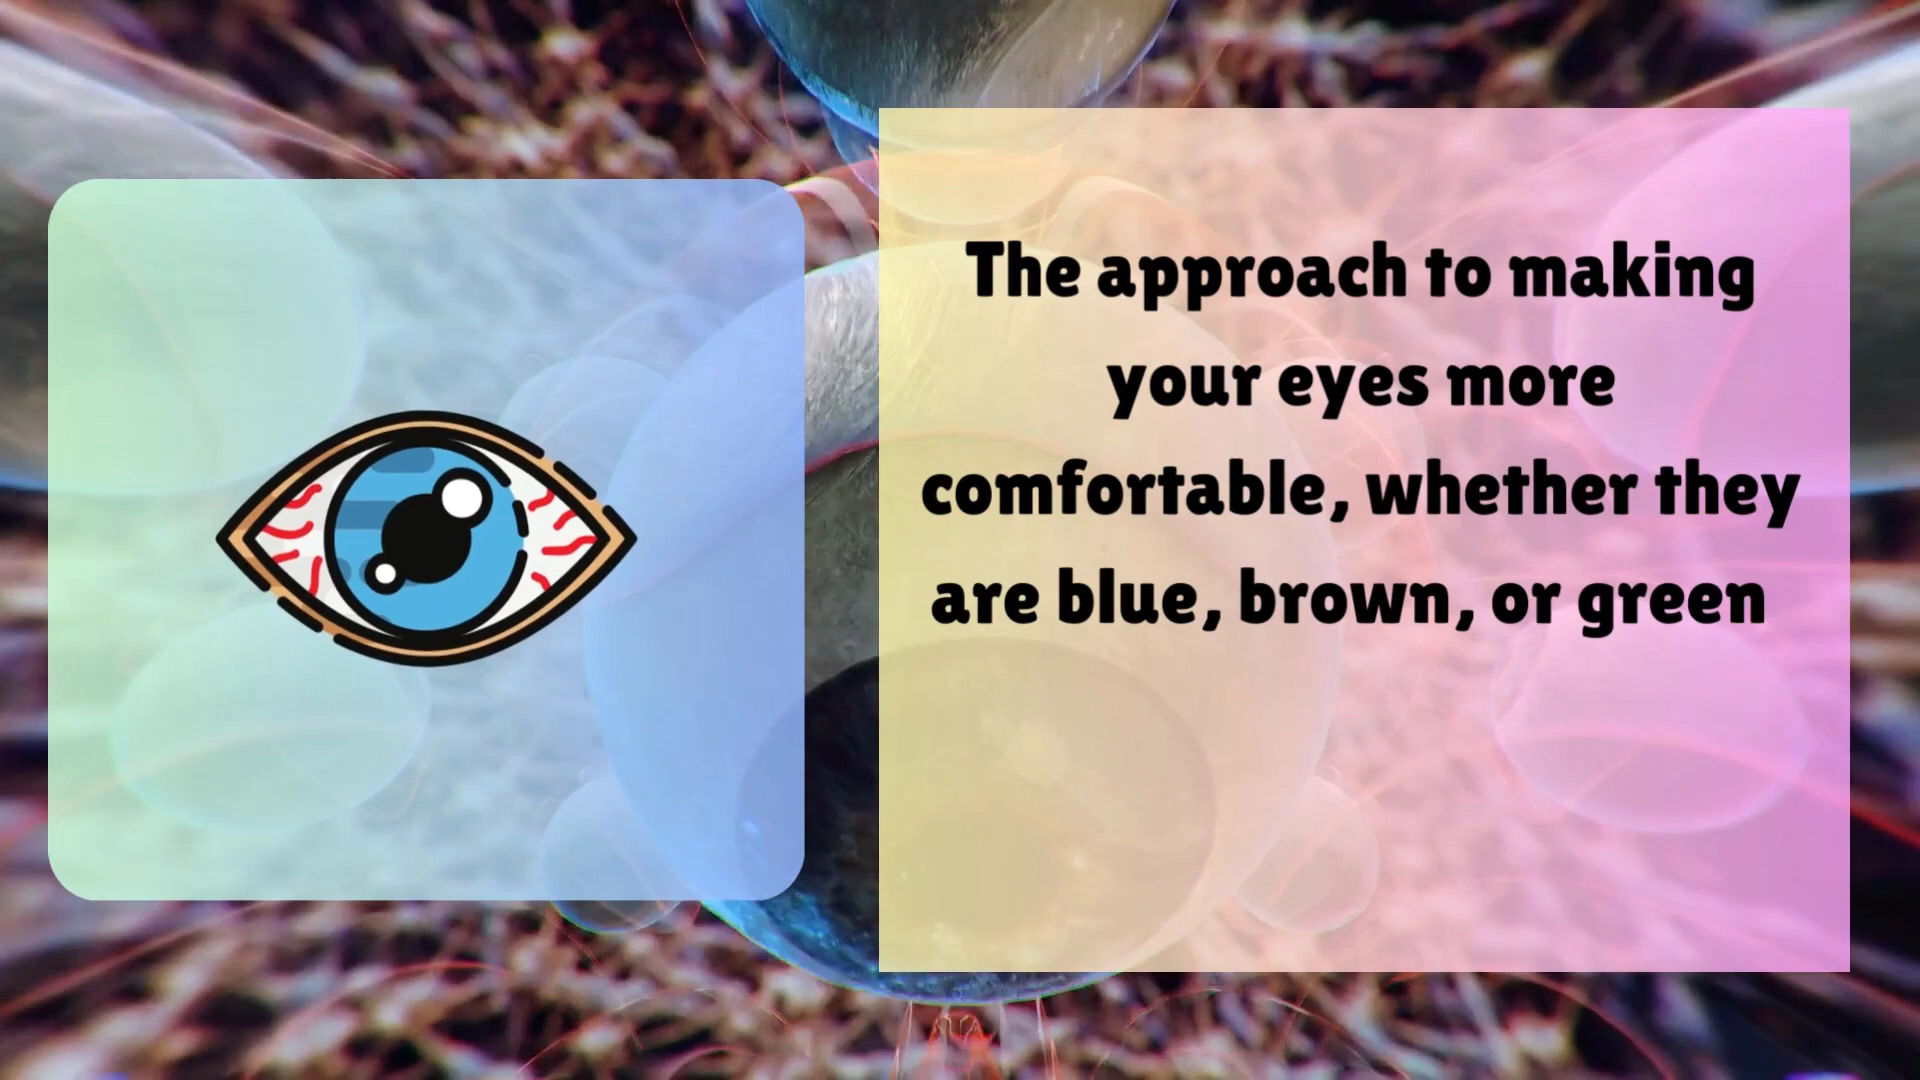 The approach to making
your eyes more
comfortable, whether they
are blue, brown, or green